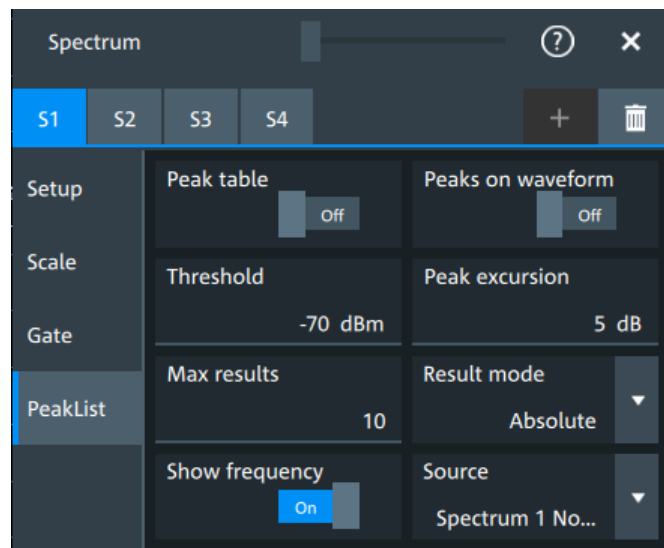 Spectrum
?
S1 S2 S3 S4 +
Setup
Scale
Gate
PeakList
Peak table
Off
Peaks on waveform
Off
Threshold
-70 dBm
Peak excursion
5 dB
Max results
10
Result mode
Absolute
Show frequency
On
Source
Spectrum 1 No...